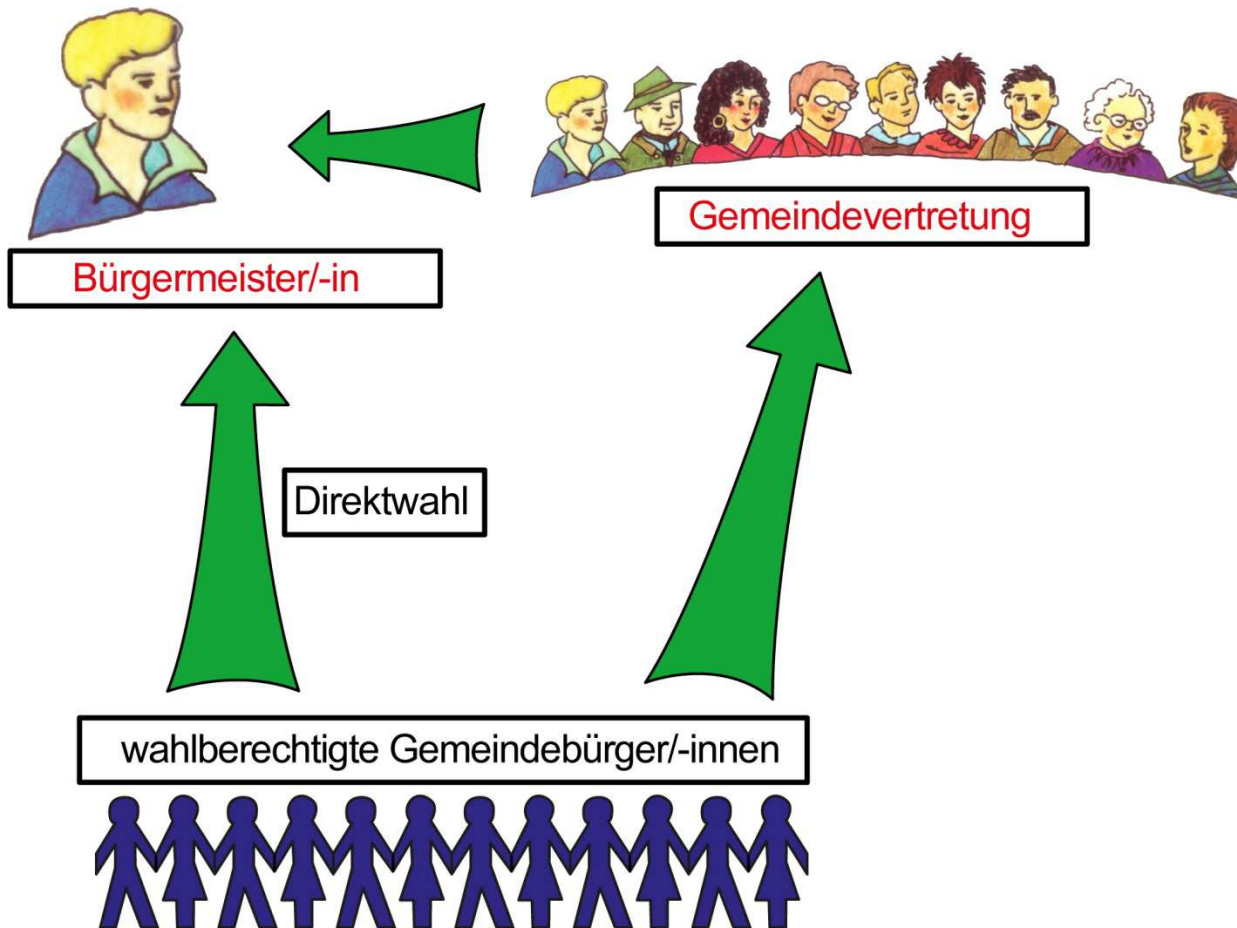 Gemeindevertretung
Bürgermeister/-in
Direktwahl
wahlberechtigte Gemeindebürger/-innen